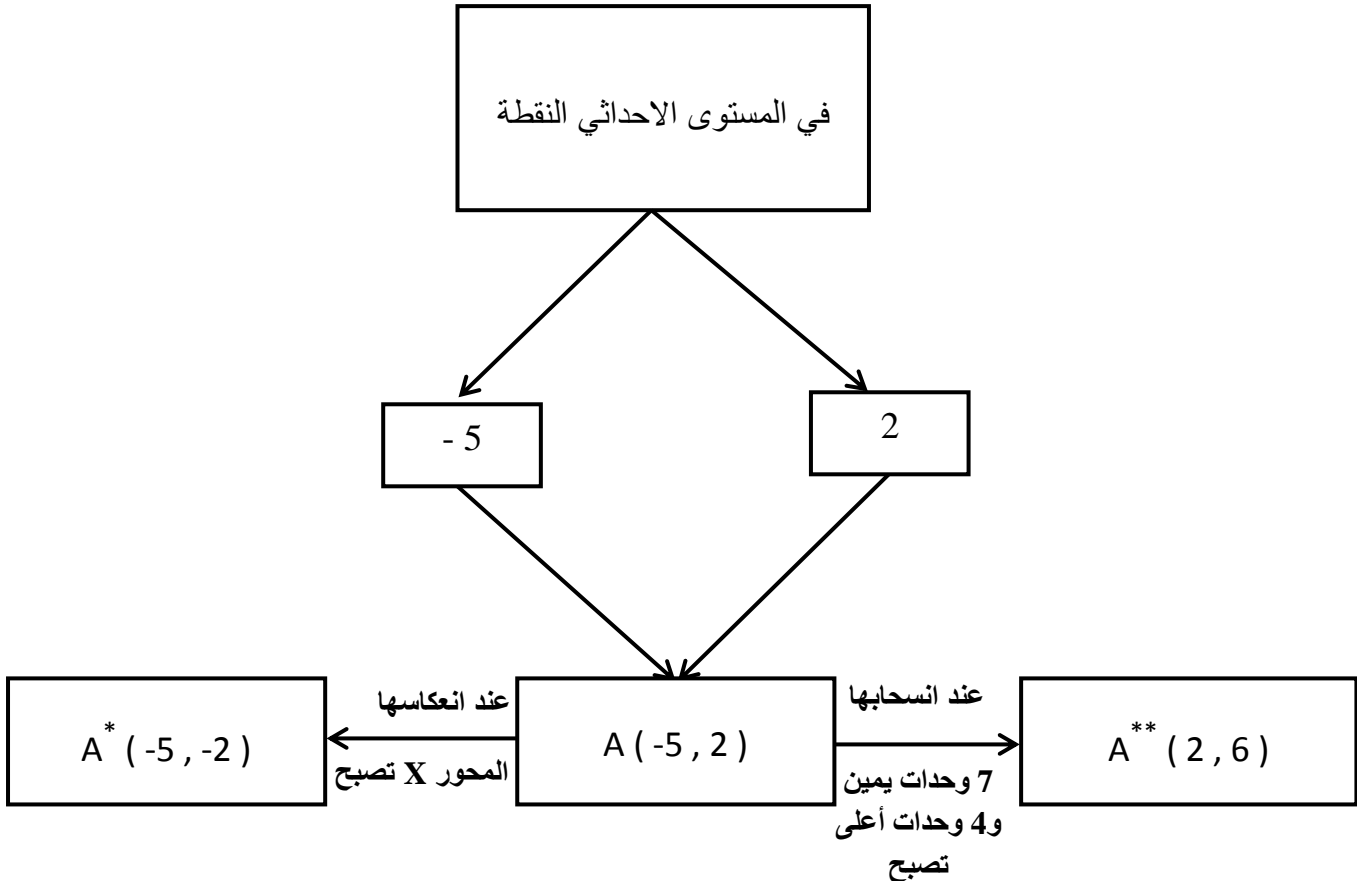 في المستوى الاحداثي النقطة
- 5
2
عند انعكاسها
المحور X تصبح
عند انسحابها
7 وحدات يمين
و4 وحدات أعلى
تصبح
A* ( -5 , -2 )
A ( -5 , 2 )
A** ( 2 , 6 )